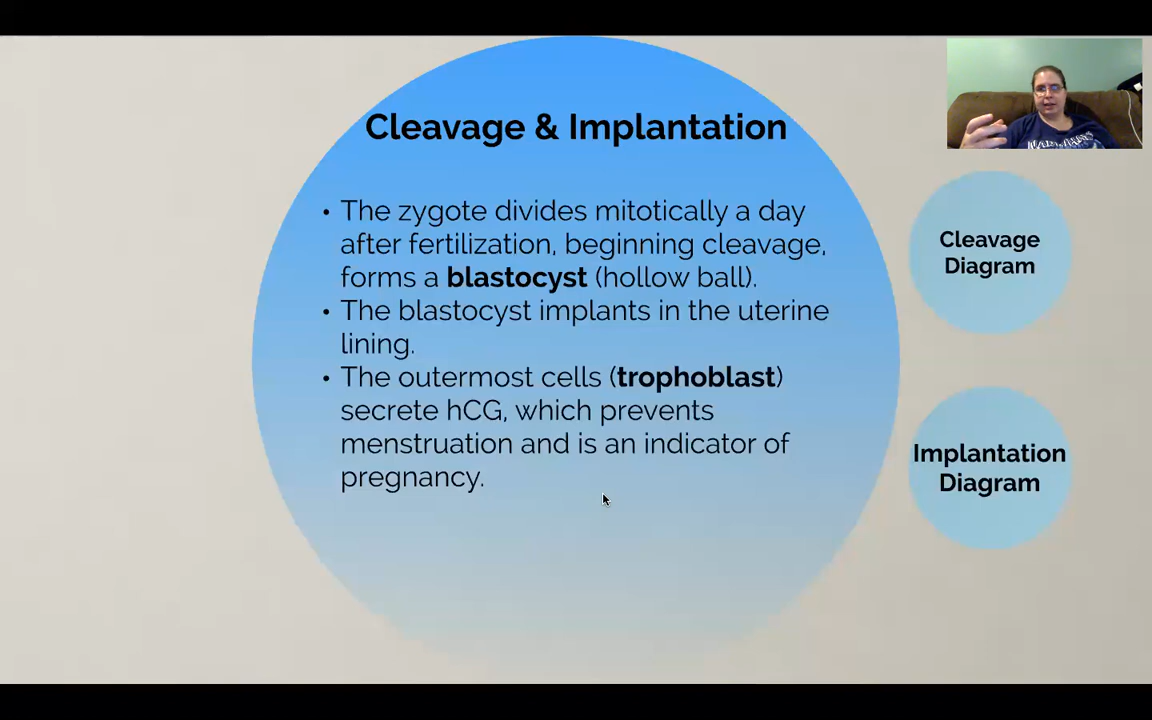 Cleavage & Implantation
• The zygote divides mitotically a day
after fertilization, beginning cleavage,
forms a blastocyst (hollow ball).
• The blastocyst implants in the uterine
lining.
• The outermost cells (trophoblast)
secrete hCG, which prevents
menstruation and is an indicator of
pregnancy.
Cleavage
Diagram
Implantation
Diagram